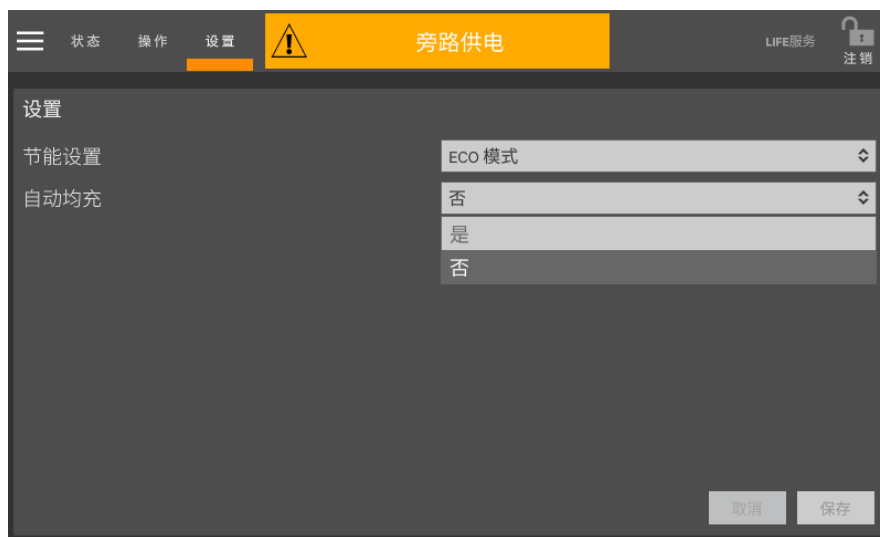 状态 操作 设置 旁路供电 LIFE服务
注销
设置
节能设置 ECO 模式
自动均充 否
是
否
取消 保存